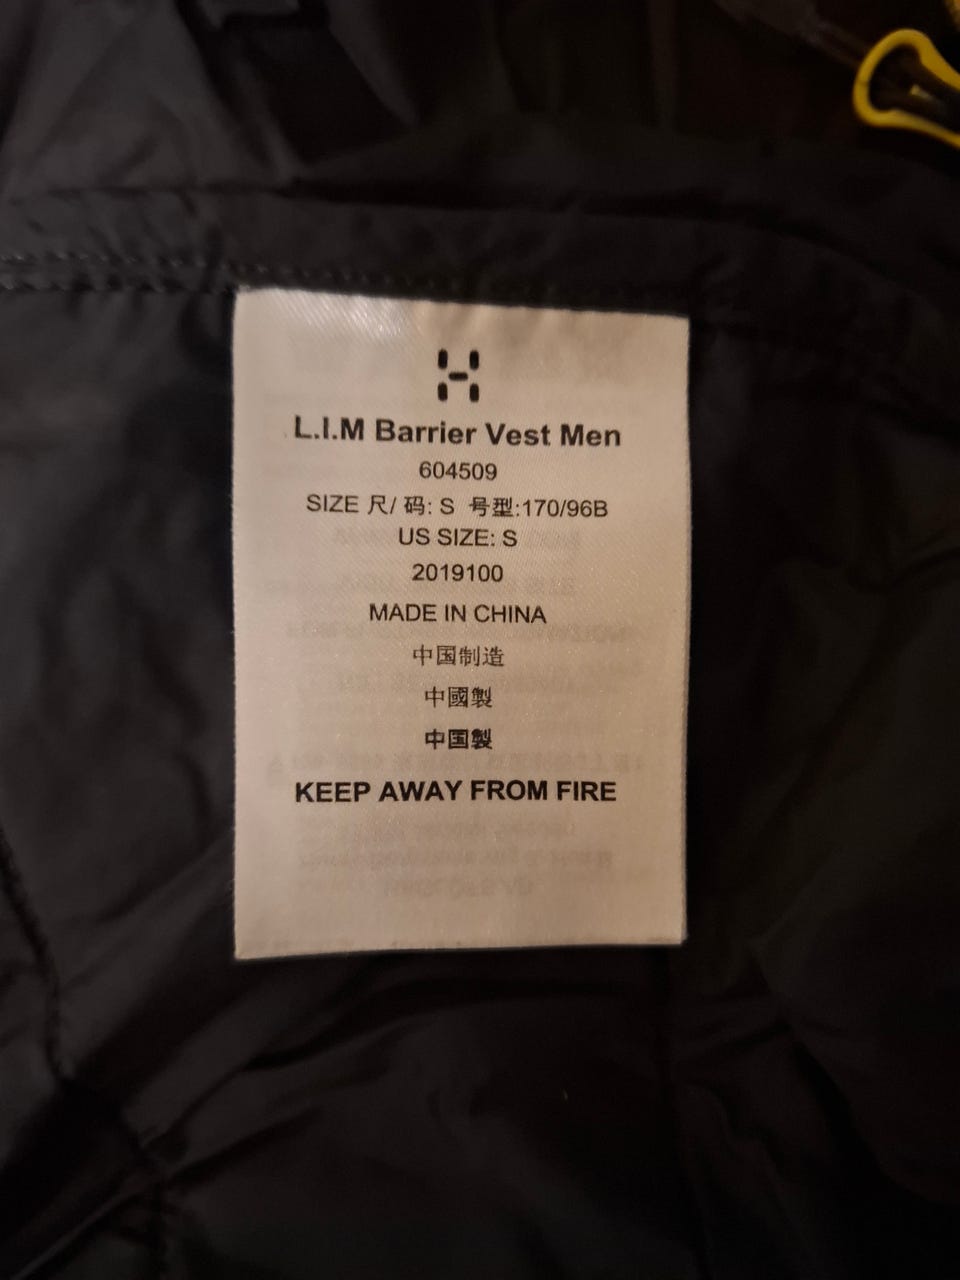 L.I.M Barrier Vest Men
604509
SIZE 尺/ 码: S 号型:170/96B
US SIZE: S
2019100
MADE IN CHINA
中国制造
中國製
中国製
KEEP AWAY FROM FIRE